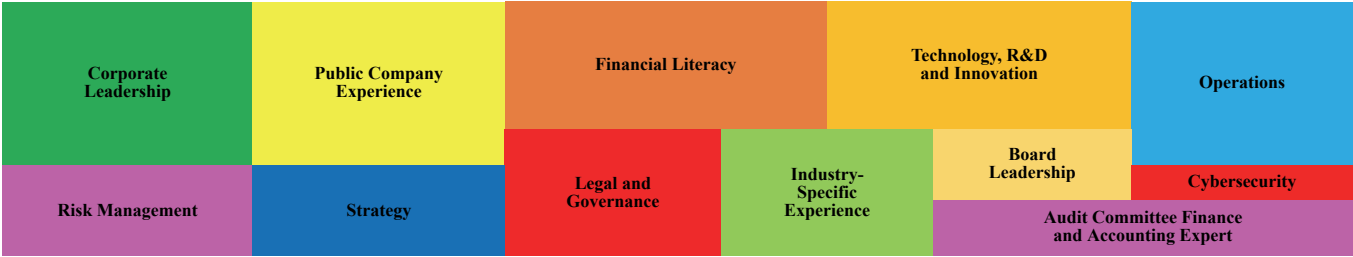 Corporate
Leadership
Public Company
Experience
Financial Literacy
Technology, R&D
and Innovation
Operations
Risk Management
Strategy
Legal and
Governance
Industry-
Specific
Experience
Board
Leadership
Cybersecurity
Audit Committee Finance
and Accounting Expert